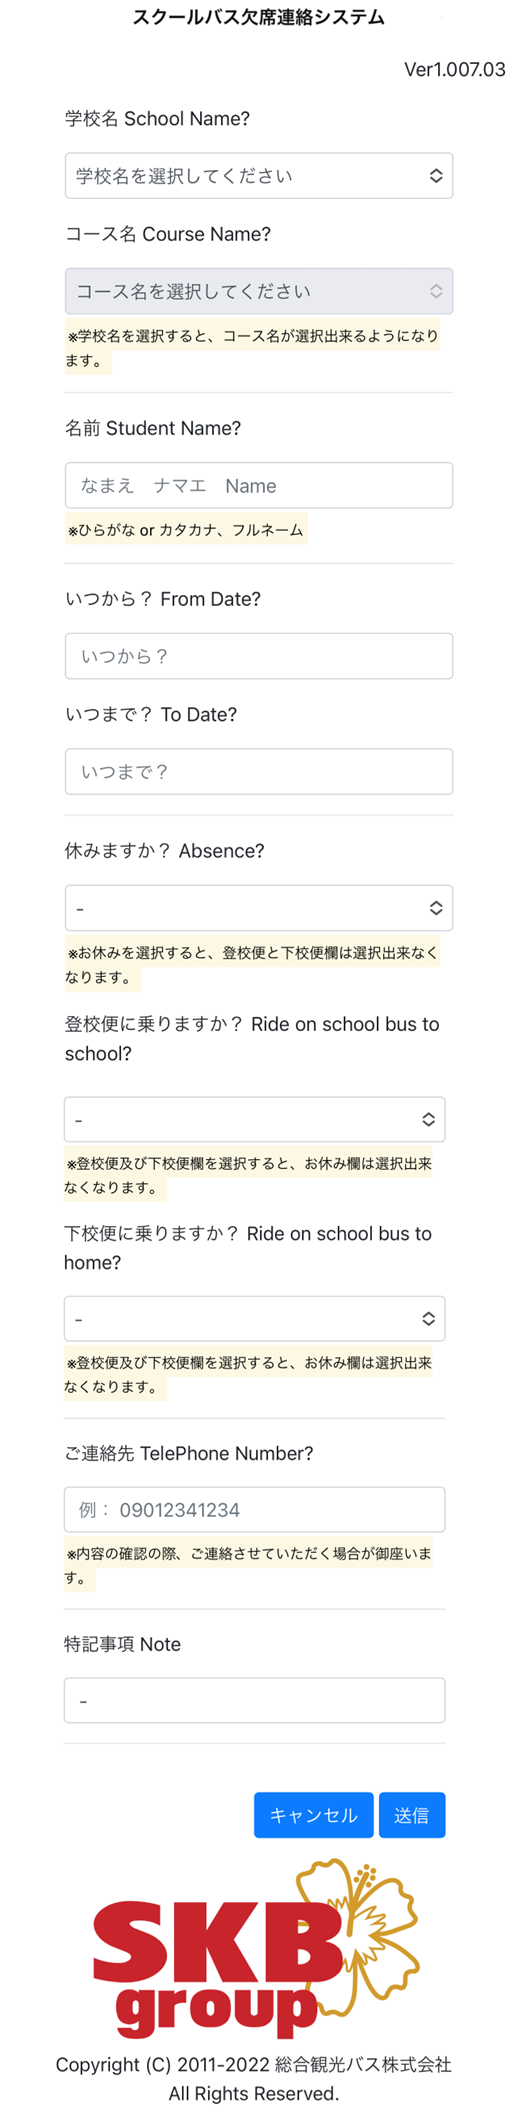 スクールバス欠席連絡システム
Ver1.007.03
学校名 School Name?
学校名を選択してください
コース名 Course Name?
コース名を選択してください
※学校名を選択すると、コース名が選択出来るようになり
ます。
名前 Student Name?
なまえ　ナマエ　Name
※ひらがな or カタカナ、フルネーム
いつから？ From Date?
いつから？
いつまで？ To Date?
いつまで？
休みますか？ Absence?
-
※お休みを選択すると、登校便と下校便欄は選択出来なく
なります。
登校便に乗りますか？ Ride on school bus to
school?
-
※登校便及び下校便欄を選択すると、お休み欄は選択出来
なくなります。
下校便に乗りますか？ Ride on school bus to
home?
-
※登校便及び下校便欄を選択すると、お休み欄は選択出来
なくなります。
ご連絡先 TelePhone Number?
例： 09012341234
※内容の確認の際、ご連絡させていただく場合が御座いま
す。
特記事項 Note
-
キャンセル 送信
SKB
group
Copyright (C) 2011-2022 総合観光バス株式会社
All Rights Reserved.